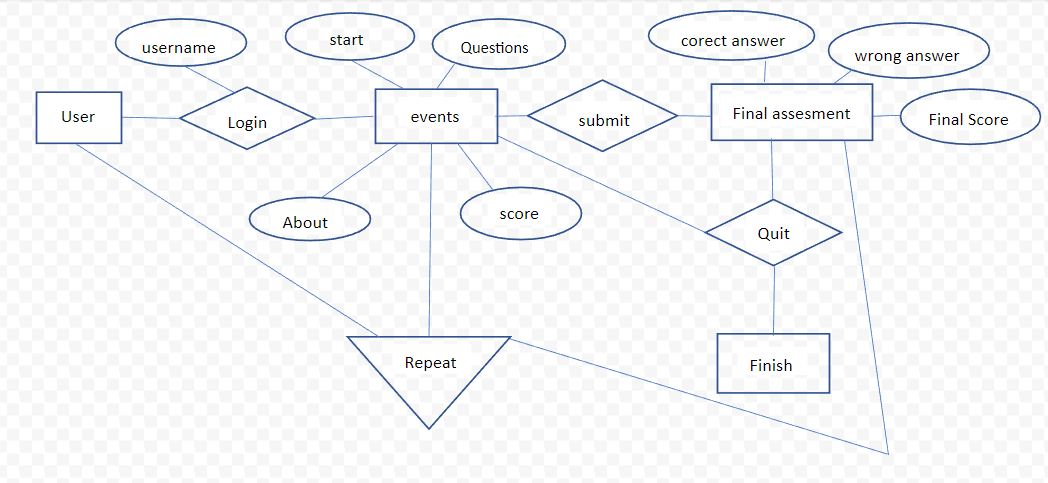 username
start
Questions
corect answer
wrong answer
User
Login
events
submit
Final assesment
Final Score
About
score
Quit
Repeat
Finish